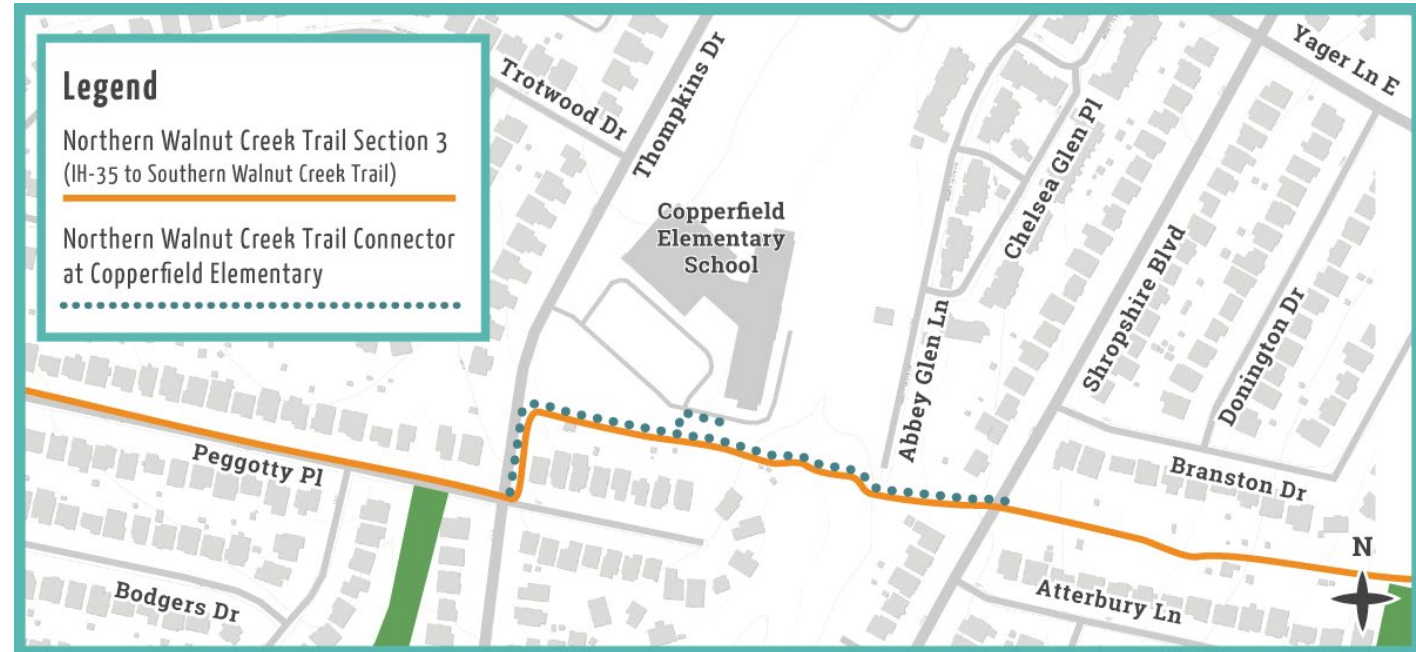 Legend
Northern Walnut Creek Trail Section 3
(IH-35 to Southern Walnut Creek Trail)
Northern Walnut Creek Trail Connector
at Copperfield Elementary
Trotwood Dr
Thompkins Dr
Yager Ln E
Copperfield
Elementary
School
Chelsea Glen Pl
Shropshire Blvd
Donington Dr
Abbey Glen Ln
Peggotty Pl
Branston Dr
N
Bodgers Dr
Atterbury Ln